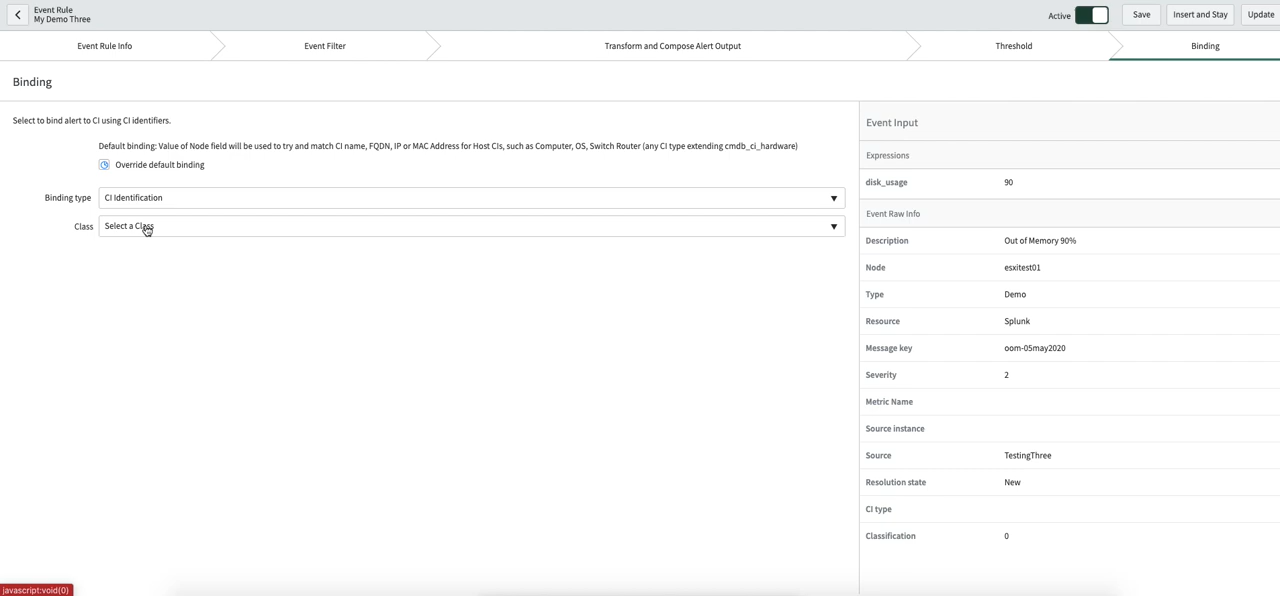 Event Rule
My Demo Three
Active
Save
Insert and Stay
Update
Event Rule Info
Event Filter
Transform and Compose Alert Output
Threshold
Binding
Binding
Select to bind alert to CI using CI identifiers.
Default binding: Value of Node field will be used to try and match CI name, FQDN, IP or MAC Address for Host CIs, such as Computer, OS, Switch Router (any CI type extending cmdb_ci_hardware)
Override default binding
Binding type CI Identification
Class Select a Class
Event Input
Expressions
disk_usage 90
Event Raw Info
Description Out of Memory 90%
Node esxitest01
Type Demo
Resource Splunk
Message key oom-05may2020
Severity 2
Metric Name
Source instance
Source TestingThree
Resolution state New
CI type
Classification 0
javascript:void(0)